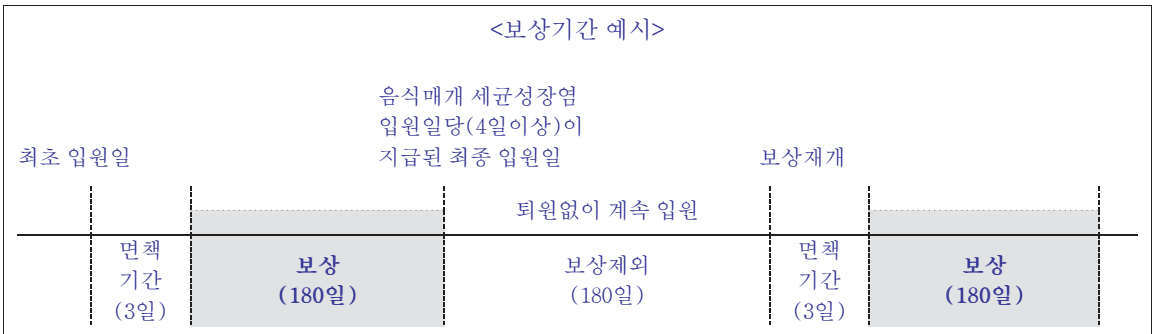 <보상기간 예시>
음식매개 세균성장염
입원일당(4일이상)이
최초 입원일
지급된 최종 입원일
보상재개
퇴원없이 계속 입원
면책
기간
(3일)
보상
(180일)
보상제외
(180일)
면책
기간
(3일)
보상
(180일)